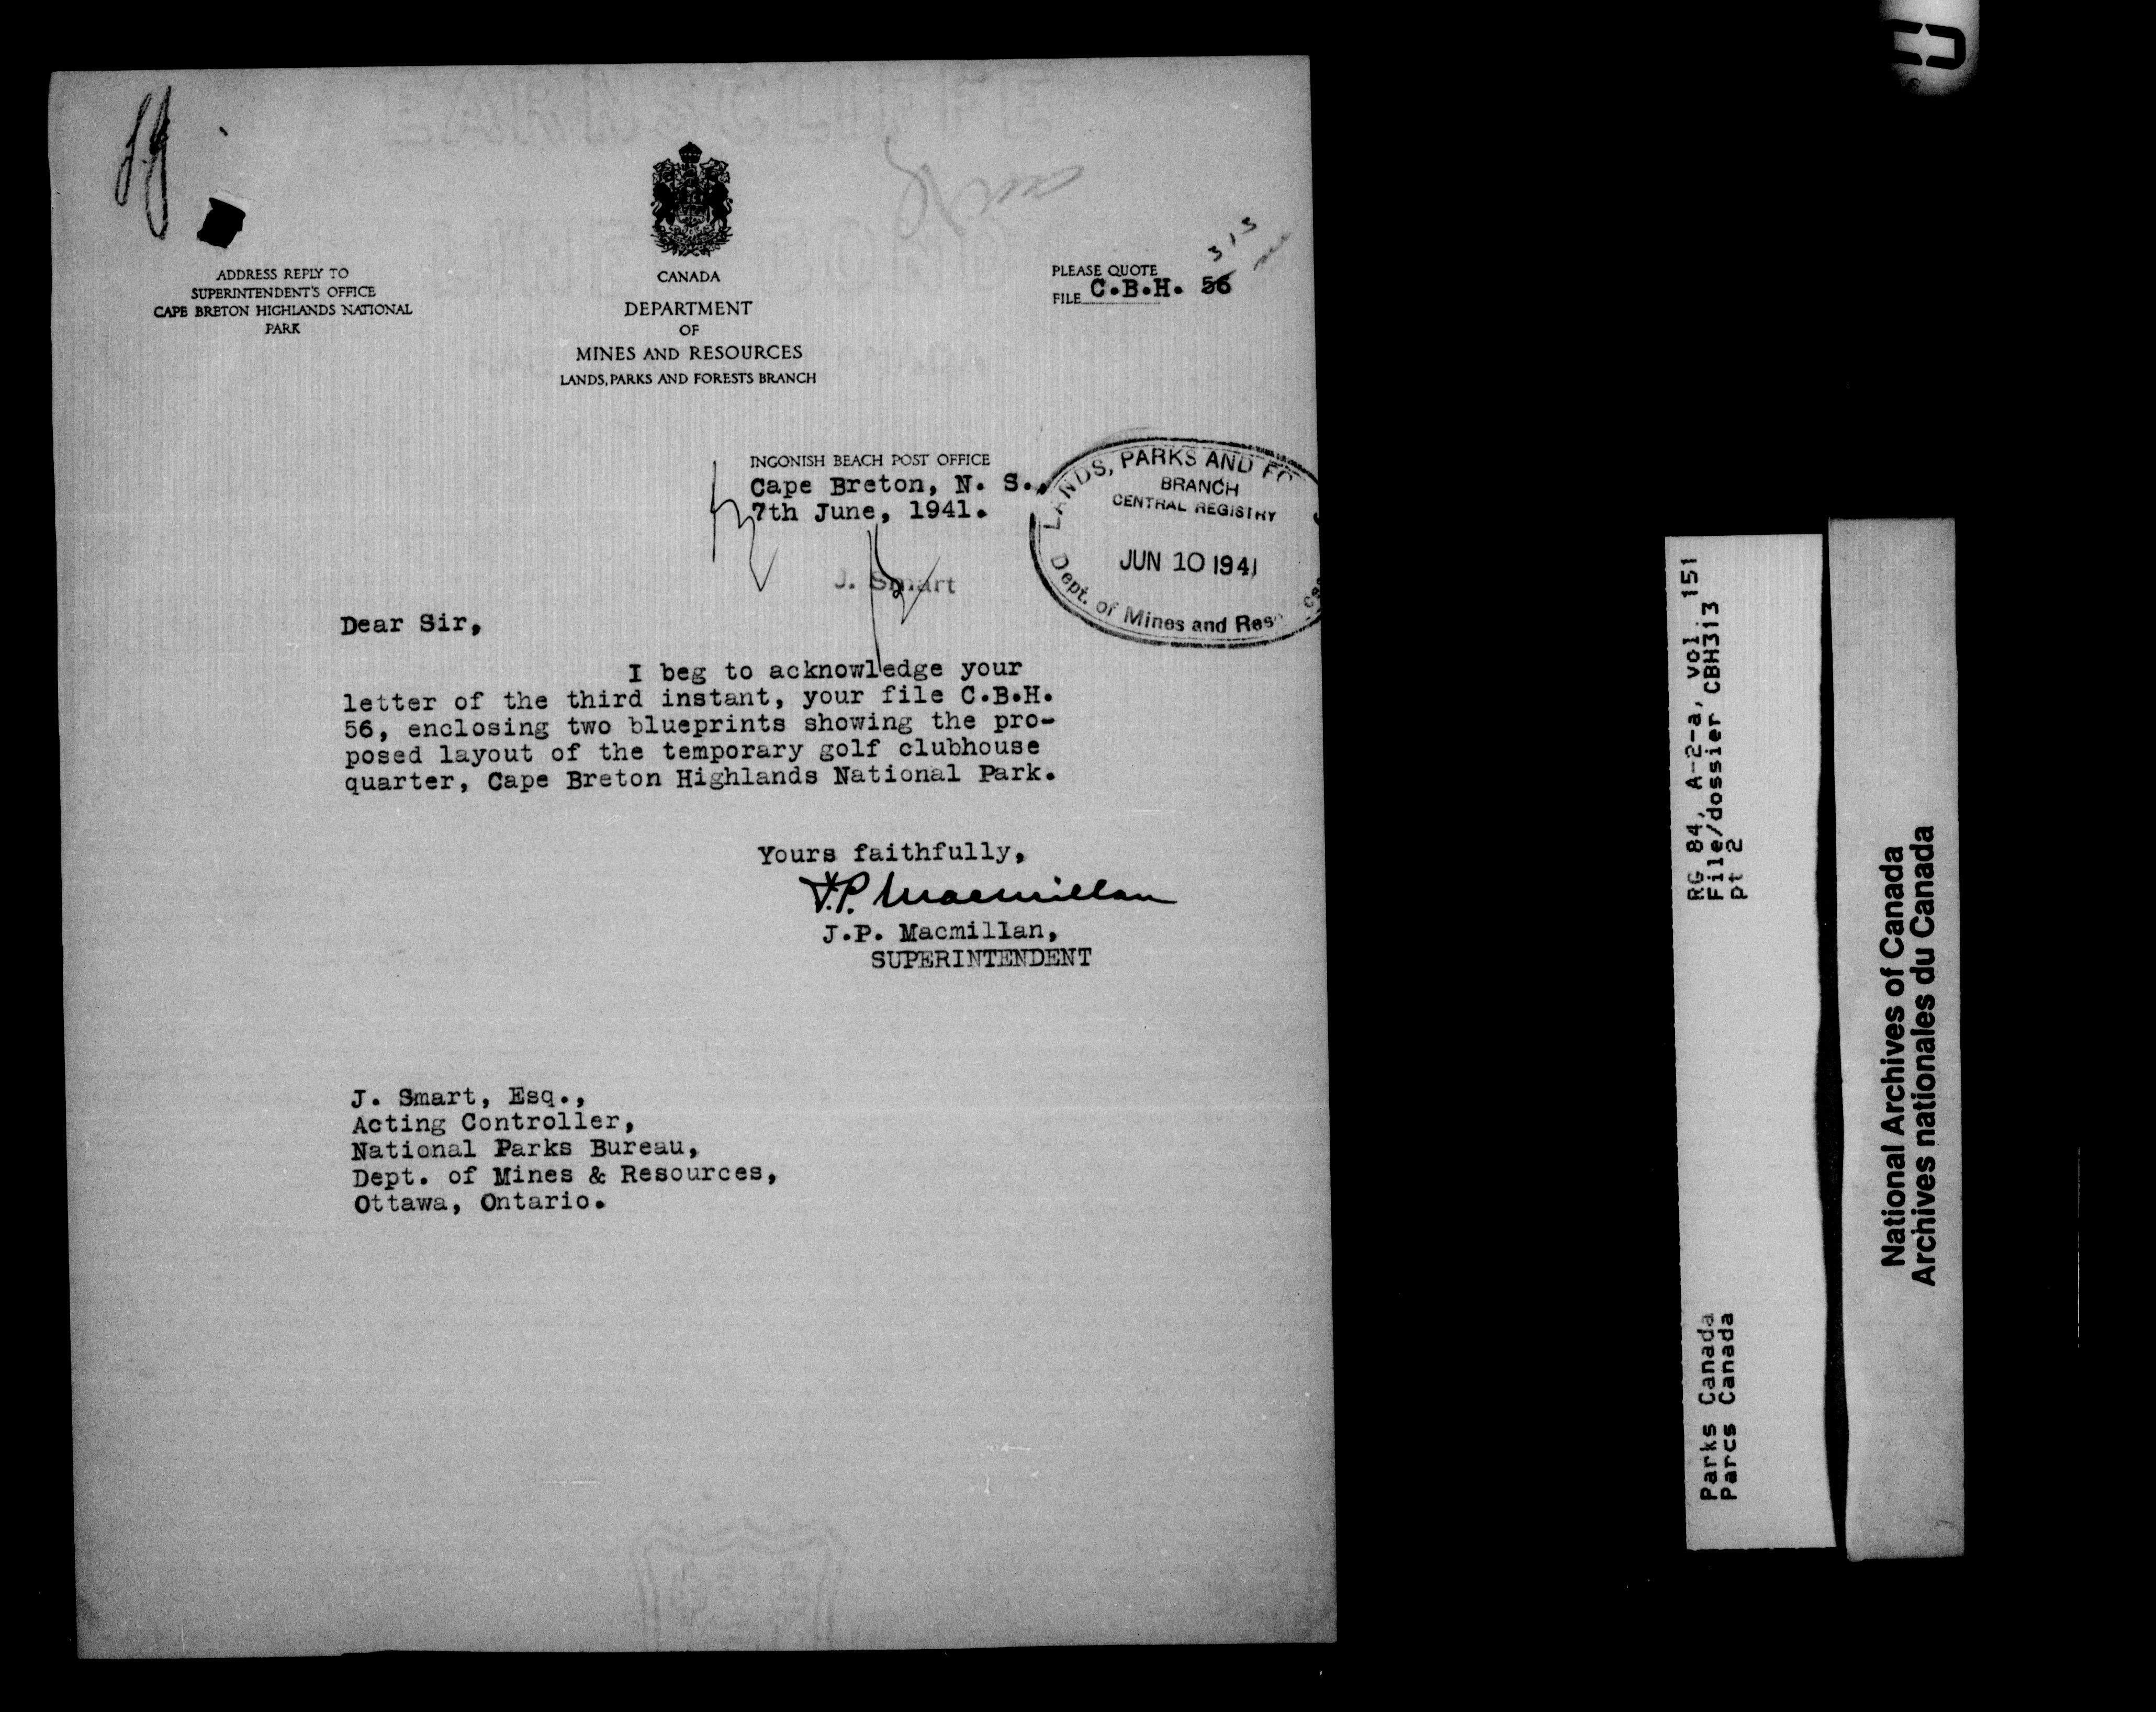 EARNSCLIFFE
LINEN BOND
CANADA
ADDRESS REPLY TO
SUPERINTENDENT'S OFFICE
CAPE BRETON HIGHLANDS NATIONAL
PARK
CANADA
DEPARTMENT
OF
MINES AND RESOURCES
LANDS, PARKS AND FORESTS BRANCH
313
PLEASE QUOTE
FILE C.B.H. 56
INGONISH BEACH POST OFFICE
Cape Breton, N. S.,
7th June, 1941.
LANDS, PARKS AND FO
BRANCH
CENTRAL REGISTRY
JUN 10 1941
Dept. of Mines and Res
J. Smart
Dear Sir,
I beg to acknowledge your
letter of the third instant, your file C.B.H.
56, enclosing two blueprints showing the pro-
posed layout of the temporary golf clubhouse
quarter, Cape Breton Highlands National Park.
Yours faithfully,
J.P. Macmillan
J.P. Macmillan,
SUPERINTENDENT
J. Smart, Esq.,
Acting Controller,
National Parks Bureau,
Dept. of Mines & Resources,
Ottawa, Ontario.
RG 84, A-2-a, vol. 151
File/dossier CBH313
pt 2
Parks Canada
Parcs Canada
National Archives of Canada
Archives nationales du Canada